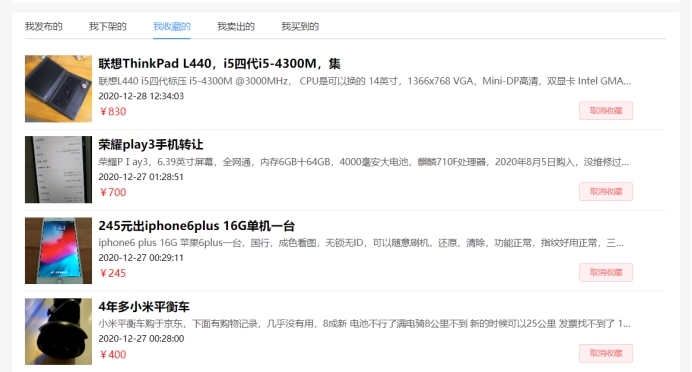 我发布的 我下架的 我收藏的 我卖出的 我买到的
联想ThinkPad L440，i5四代i5-4300M，集
联想L440 i5四代标压 i5-4300M @3000MHz， CPU是可以换的 14英寸，1366x768 VGA，Mini-DP高清，双显卡 Intel GMA...
2020-12-28 12:34:03
￥830
取消收藏
荣耀play3手机转让
荣耀P I ay3，6.39英寸屏幕，全网通，内存6GB十64GB，4000毫安大电池，麒麟710F处理器，2020年8月5日购入，没维修过...
2020-12-27 01:28:51
￥700
取消收藏
245元出iphone6plus 16G单机一台
iphone6 plus 16G 苹果6plus一台，国行，成色看图，无锁无ID，可以随意刷机，还原，清除，功能正常，指纹好用正常，三...
2020-12-27 00:29:11
￥245
取消收藏
4年多小米平衡车
小米平衡车购于京东，下面有购物记录，几乎没有用，8成新 电池不行了满电骑8公里不到 新的时候可以25公里 发票找不到了 1...
2020-12-27 00:28:00
￥400
取消收藏